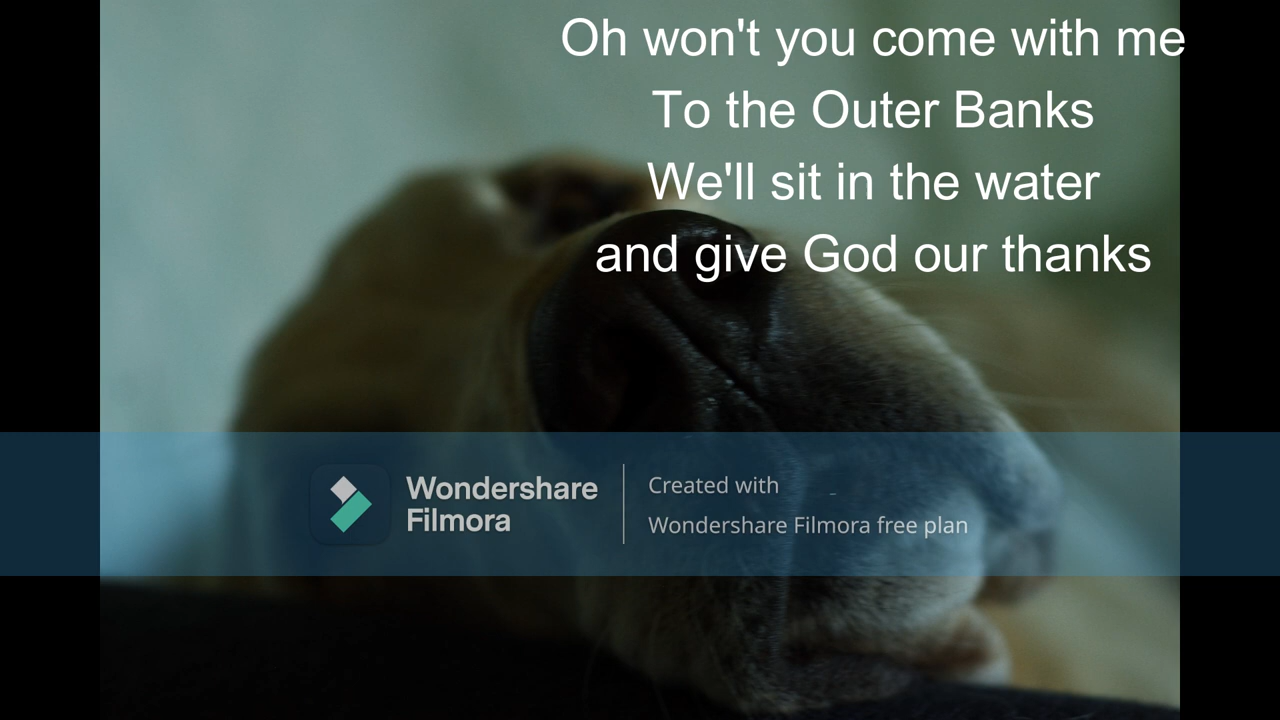 Oh won't you come with me
To the Outer Banks
We'll sit in the water
and give God our thanks
Wondershare
Filmora
Created with
Wondershare Filmora free plan